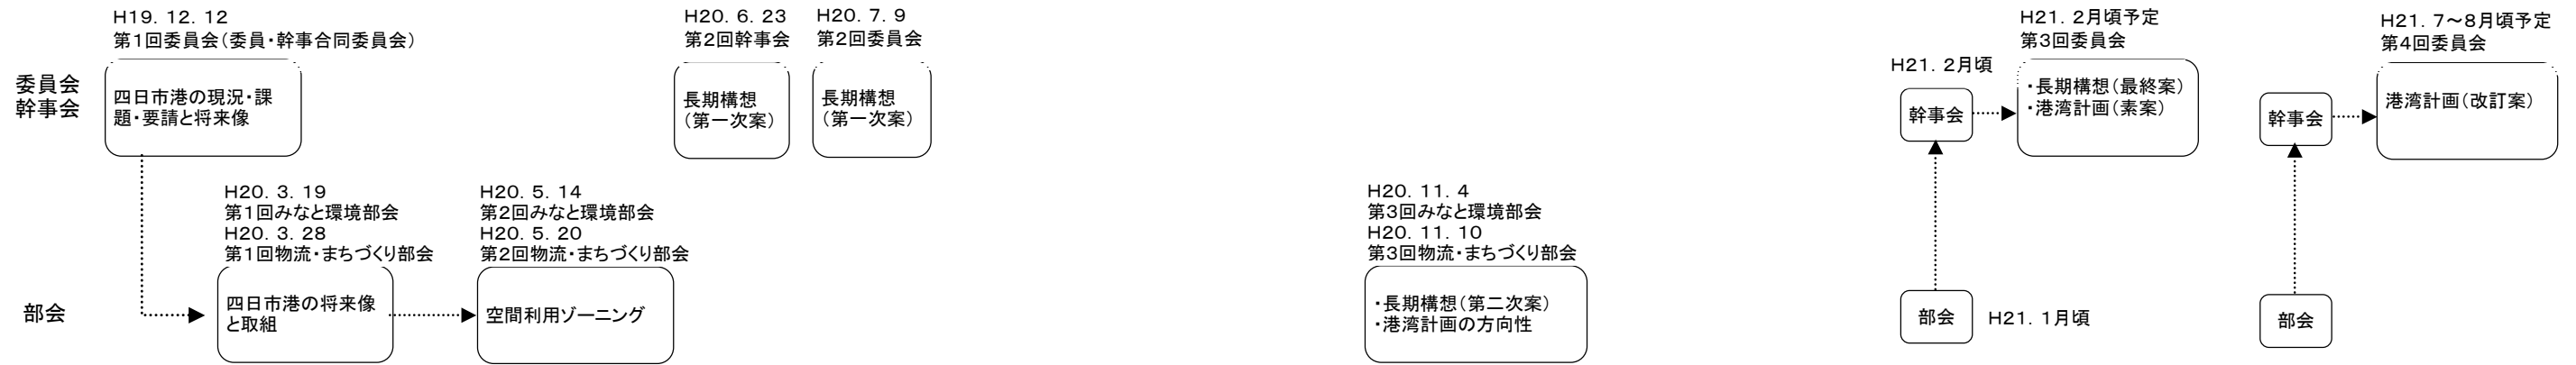 H19．12．12
第1回委員会（委員・幹事合同委員会）
H20．6．23
第2回幹事会
H20．7．9
第2回委員会
H21．2月頃予定
第3回委員会
H21．7～8月頃予定
第4回委員会
委員会
幹事会
四日市港の現況・課
題・要請と将来像
長期構想
（第一次案）
長期構想
（第一次案）
H21．2月頃
幹事会
・長期構想（最終案）
・港湾計画（素案）
幹事会
港湾計画（改訂案）
H20．3．19
第1回みなと環境部会
H20．3．28
第1回物流・まちづくり部会
H20．5．14
第2回みなと環境部会
H20．5．20
第2回物流・まちづくり部会
H20．11．4
第3回みなと環境部会
H20．11．10
第3回物流・まちづくり部会
部会
四日市港の将来像
と取組
空間利用ゾーニング
・長期構想（第二次案）
・港湾計画の方向性
部会
H21．1月頃
部会